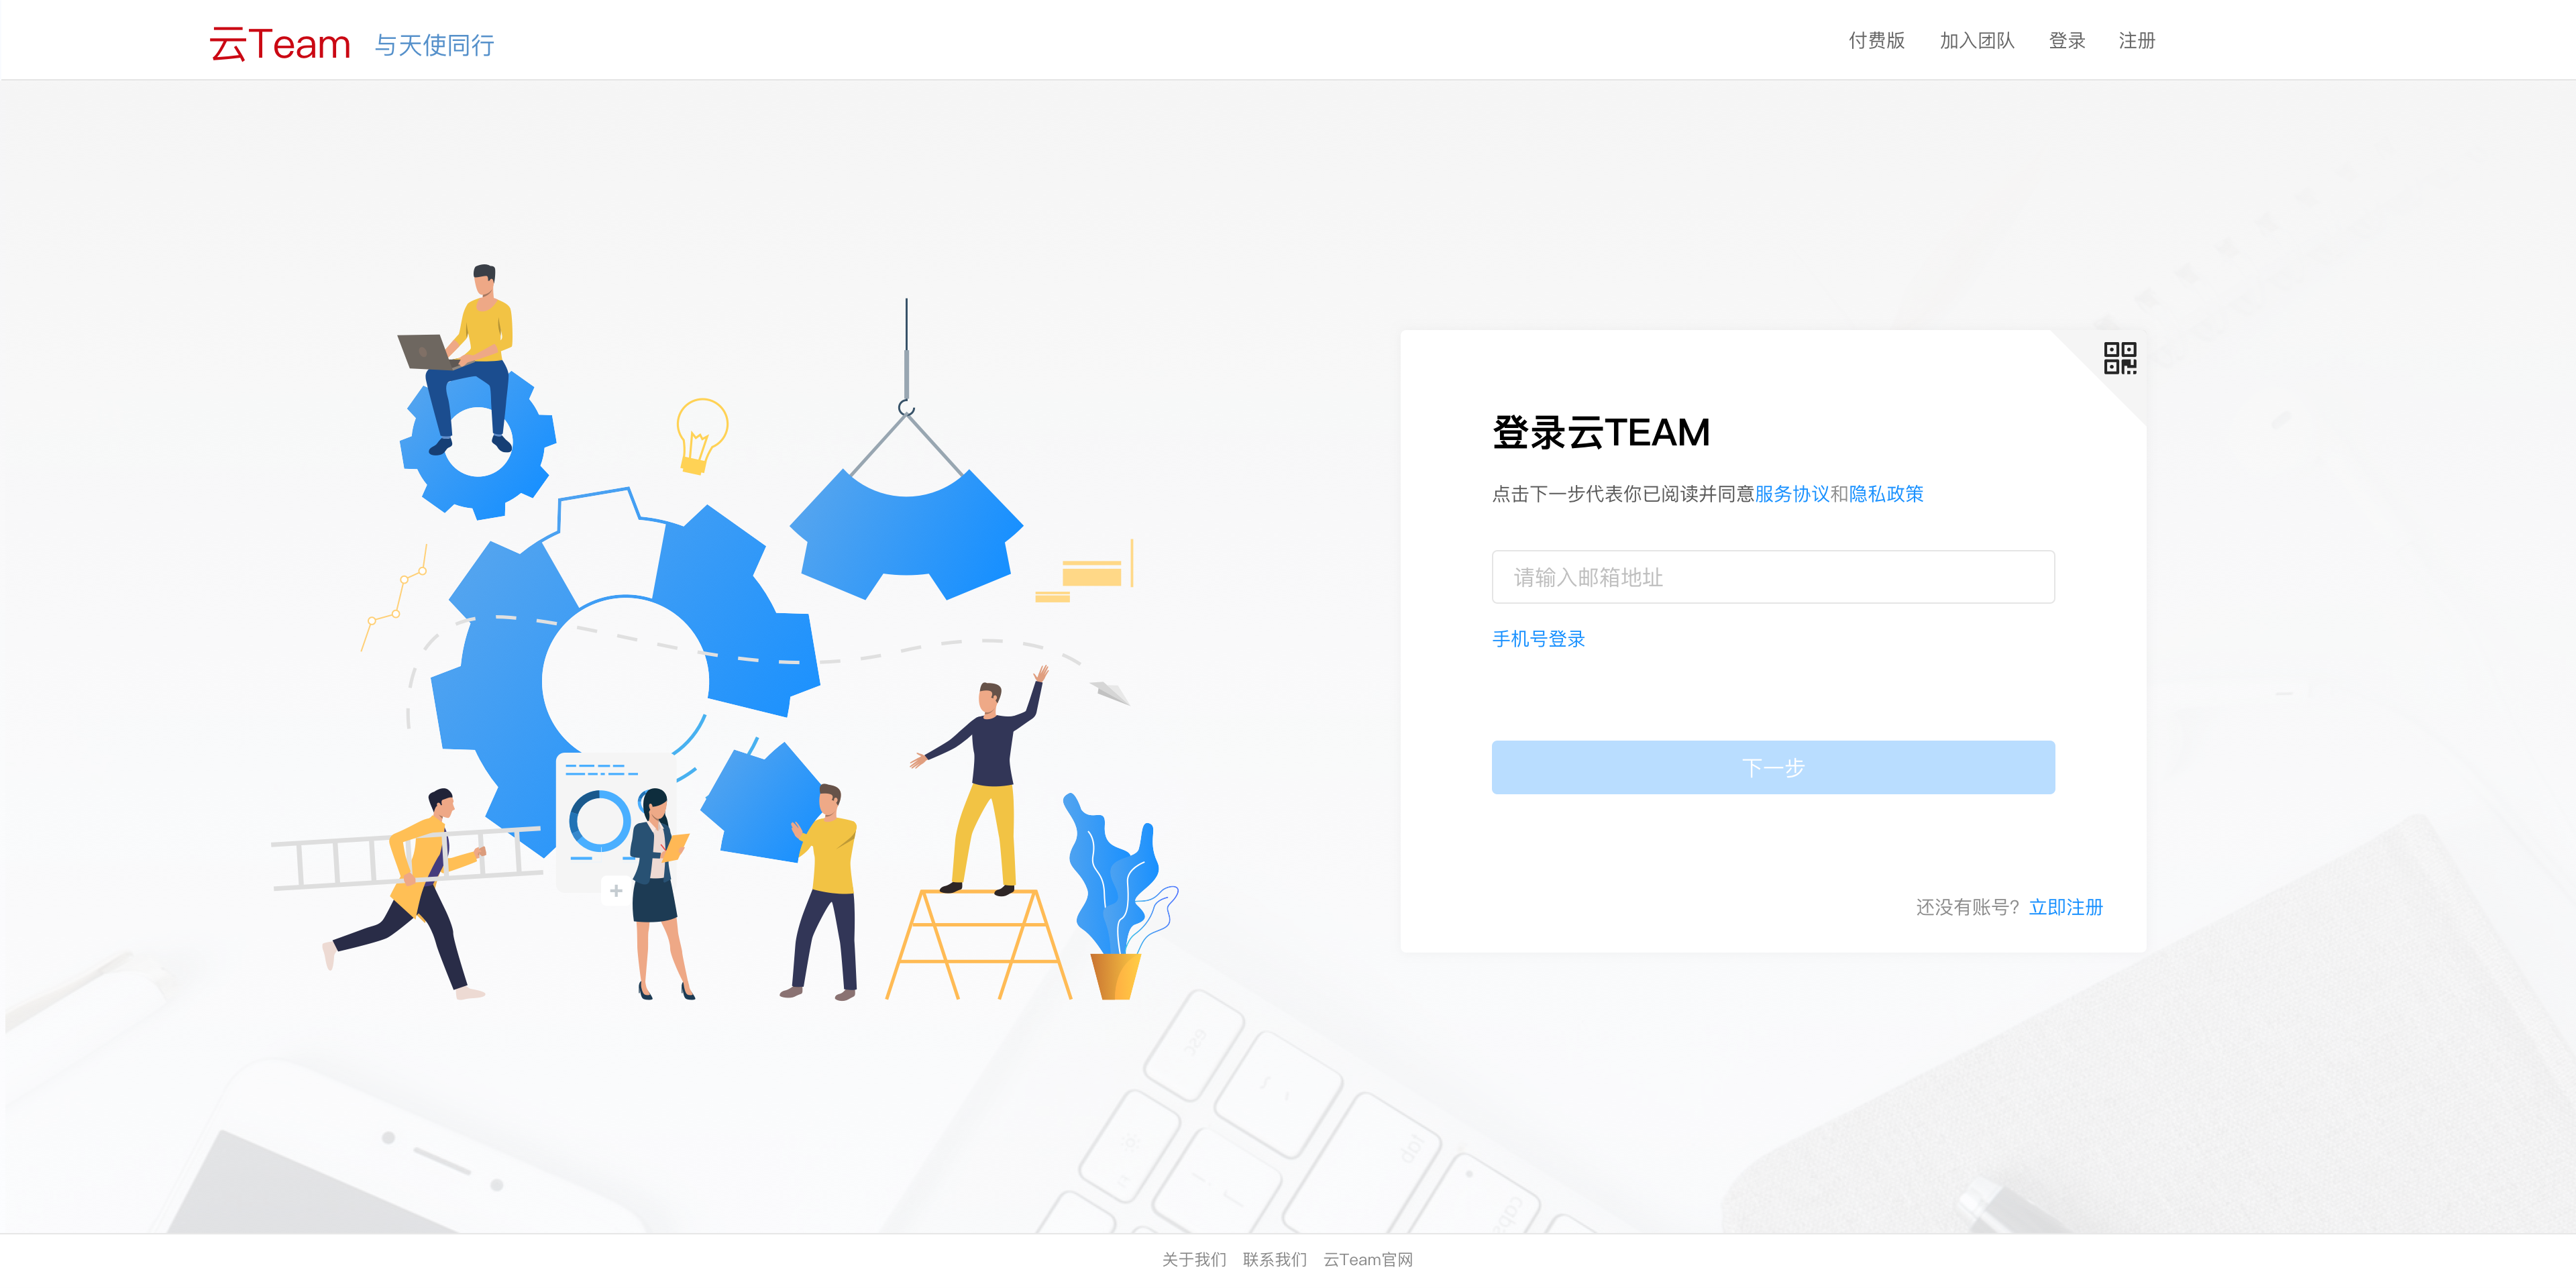 云Team 与天使同行
付费版 加入团队 登录 注册
登录云TEAM
点击下一步代表你已阅读并同意服务协议和隐私政策
请输入邮箱地址
手机号登录
下一步
还没有账号? 立即注册
关于我们 联系我们 云Team官网